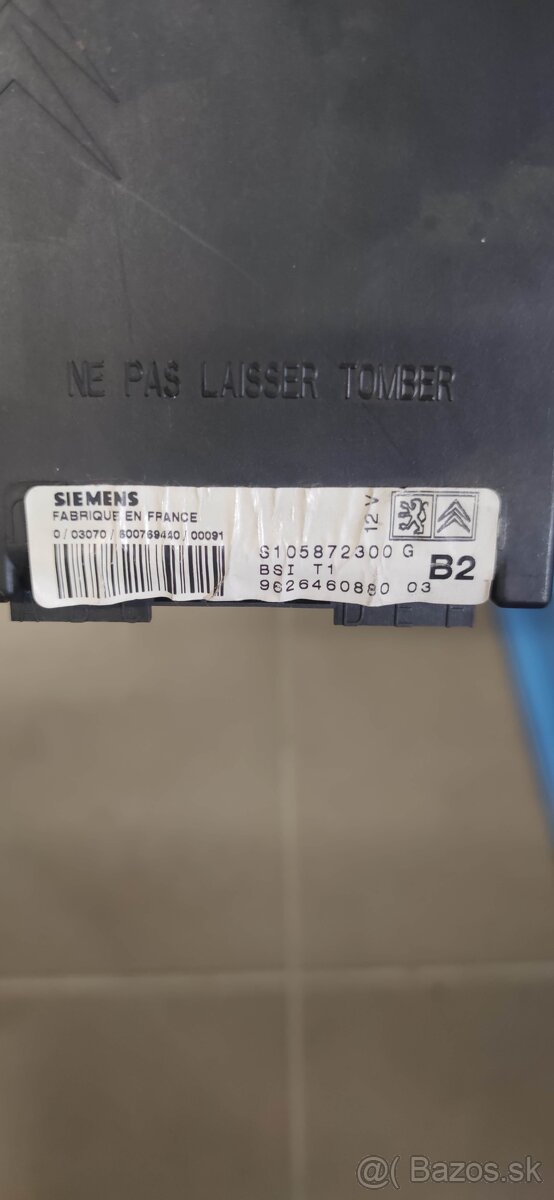 NE PAS LAISSER TOMBER
SIEMENS
FABRIQUE EN FRANCE
0 / 03070 / 600769440 / 00091
12 V
S105872300 G
BSI T1
9626460880 03
B2
D E F
@( Bazos.sk